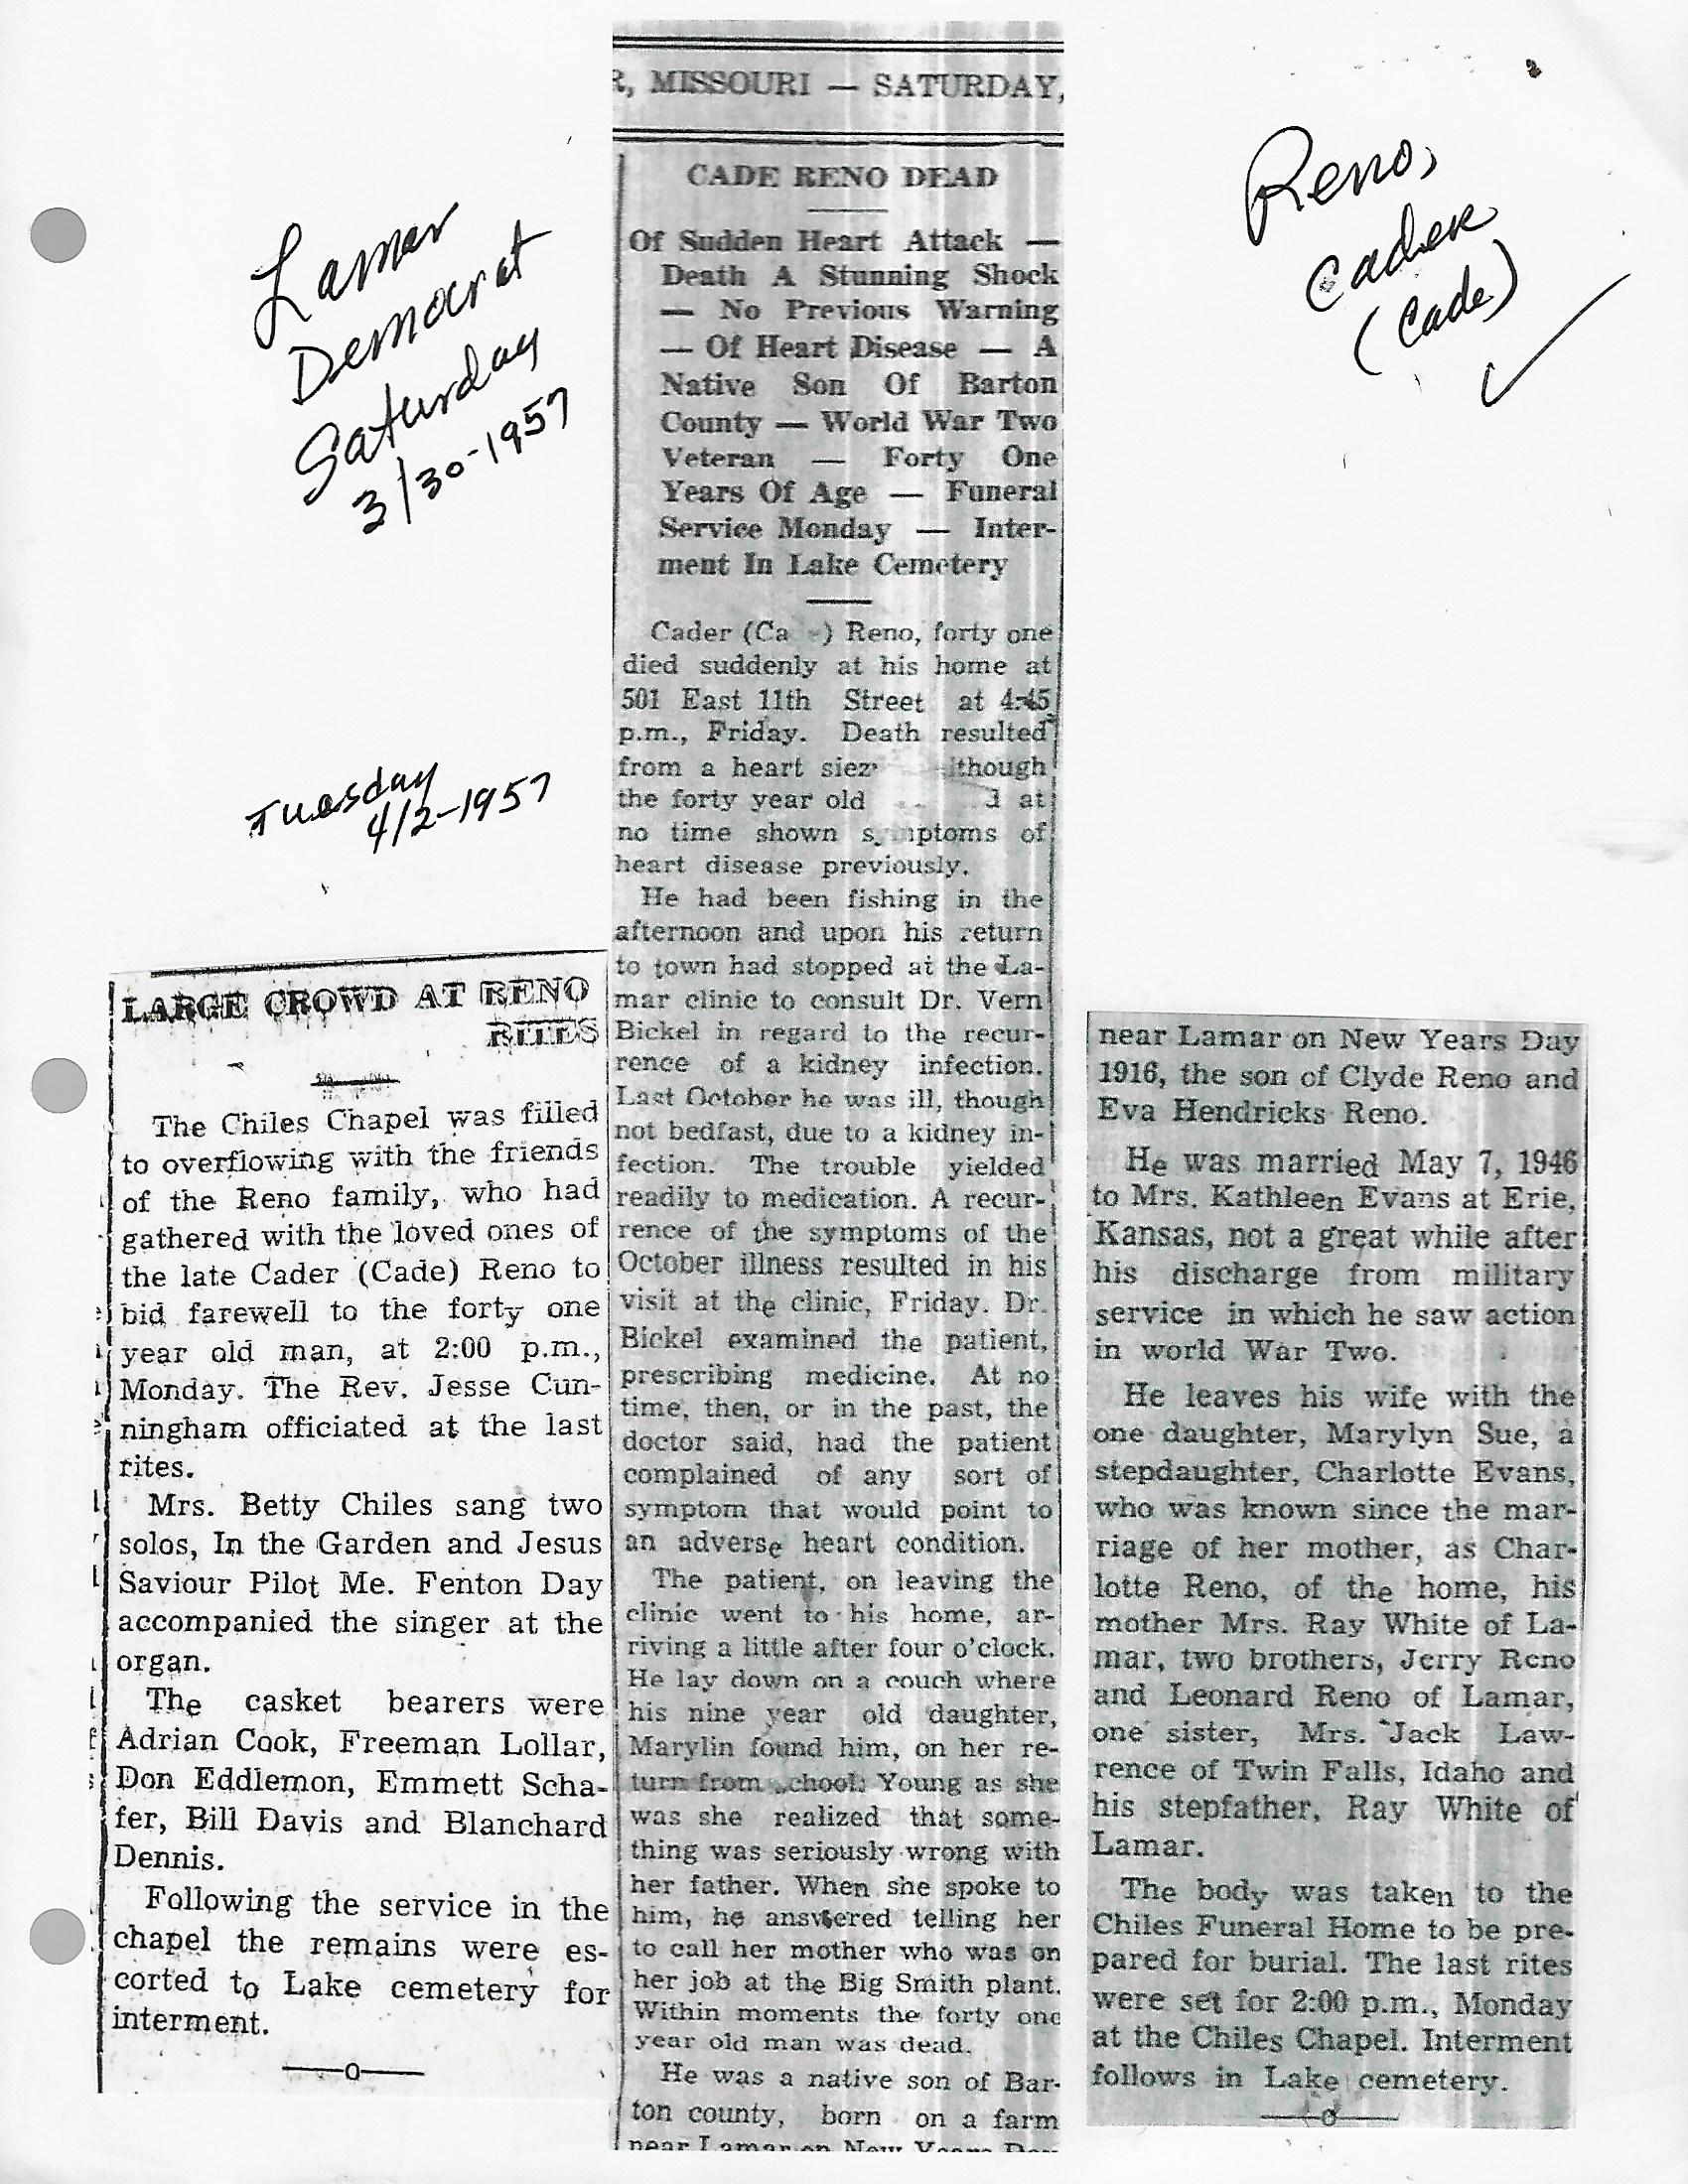 Lamar
Democrat
Saturday
3/30-1957
Reno,
Cader
(Cade)
Tuesday
4/2-1957
R, MISSOURI — SATURDAY,
CADE RENO DEAD
Of Sudden Heart Attack —
Death A Stunning Shock
— No Previous Warning
— Of Heart Disease — A
Native Son Of Barton
County — World War Two
Veteran — Forty One
Years Of Age — Funeral
Service Monday — Inter-
ment In Lake Cemetery
Cader (Ca ) Reno, forty one
died suddenly at his home at
501 East 11th Street at 4:45
p.m., Friday. Death resulted
from a heart siez lthough
the forty year old at
no time shown s mptoms of
heart disease previously.
He had been fishing in the
afternoon and upon his return
to town had stopped at the La-
mar clinic to consult Dr. Vern
Bickel in regard to the recur-
rence of a kidney infection.
Last October he was ill, though
not bedfast, due to a kidney in-
fection. The trouble yielded
readily to medication. A recur-
rence of the symptoms of the
October illness resulted in his
visit at the clinic, Friday. Dr.
Bickel examined the patient,
prescribing medicine. At no
time, then, or in the past, the
doctor said, had the patient
complained of any sort of
symptom that would point to
an adverse heart condition.
The patient, on leaving the
clinic went to his home, ar-
riving a little after four o'clock.
He lay down on a couch where
his nine year old daughter,
Marylin found him, on her re-
turn from school. Young as she
was she realized that some-
thing was seriously wrong with
her father. When she spoke to
him, he answered telling her
to call her mother who was on
her job at the Big Smith plant.
Within moments the forty one
year old man was dead.
He was a native son of Bar-
ton county, born on a farm
near Lamar on New Years Day
near Lamar on New Years Day
1916, the son of Clyde Reno and
Eva Hendricks Reno.
He was married May 7, 1946
to Mrs. Kathleen Evans at Erie,
Kansas, not a great while after
his discharge from military
service in which he saw action
in world War Two.
He leaves his wife with the
one daughter, Marylyn Sue, a
stepdaughter, Charlotte Evans,
who was known since the mar-
riage of her mother, as Char-
lotte Reno, of the home, his
mother Mrs. Ray White of La-
mar, two brothers, Jerry Reno
and Leonard Reno of Lamar,
one sister, Mrs. Jack Law-
rence of Twin Falls, Idaho and
his stepfather, Ray White of
Lamar.
The body was taken to the
Chiles Funeral Home to be pre-
pared for burial. The last rites
were set for 2:00 p.m., Monday
at the Chiles Chapel. Interment
follows in Lake cemetery.
—o—
LARGE CROWD AT RENO
RITES
The Chiles Chapel was filled
to overflowing with the friends
of the Reno family, who had
gathered with the loved ones of
the late Cader (Cade) Reno to
bid farewell to the forty one
year old man, at 2:00 p.m.,
Monday. The Rev. Jesse Cun-
ningham officiated at the last
rites.
Mrs. Betty Chiles sang two
solos, In the Garden and Jesus
Saviour Pilot Me. Fenton Day
accompanied the singer at the
organ.
The casket bearers were
Adrian Cook, Freeman Lollar,
Don Eddlemon, Emmett Scha-
fer, Bill Davis and Blanchard
Dennis.
Following the service in the
chapel the remains were es-
corted to Lake cemetery for
interment.
—o—